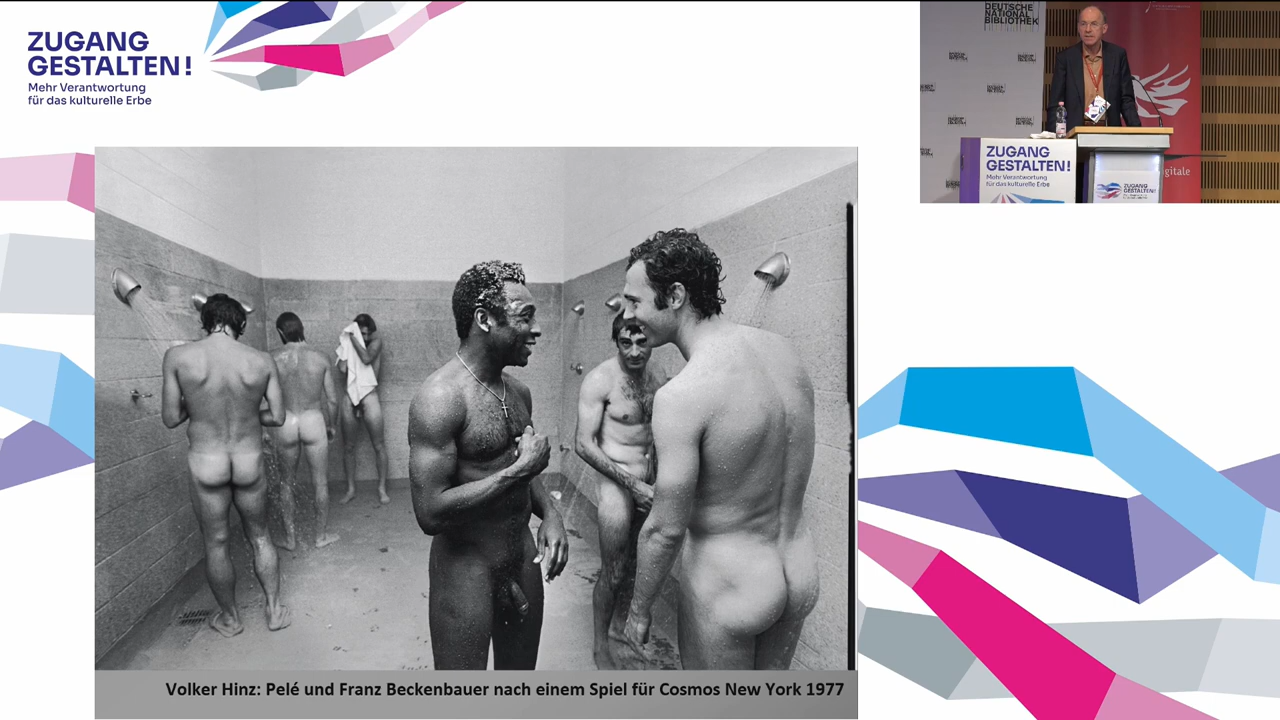 ZUGANG
GESTALTEN!
Mehr Verantwortung
für das kulturelle Erbe
DEUTSCHE
NATIONAL
BIBLIOTHEK
ZUGANG
GESTALTEN!
Mehr Verantwortung
für das kulturelle Erbe
ZUGANG
GESTALTEN!
Volker Hinz: Pelé und Franz Beckenbauer nach einem Spiel für Cosmos New York 1977